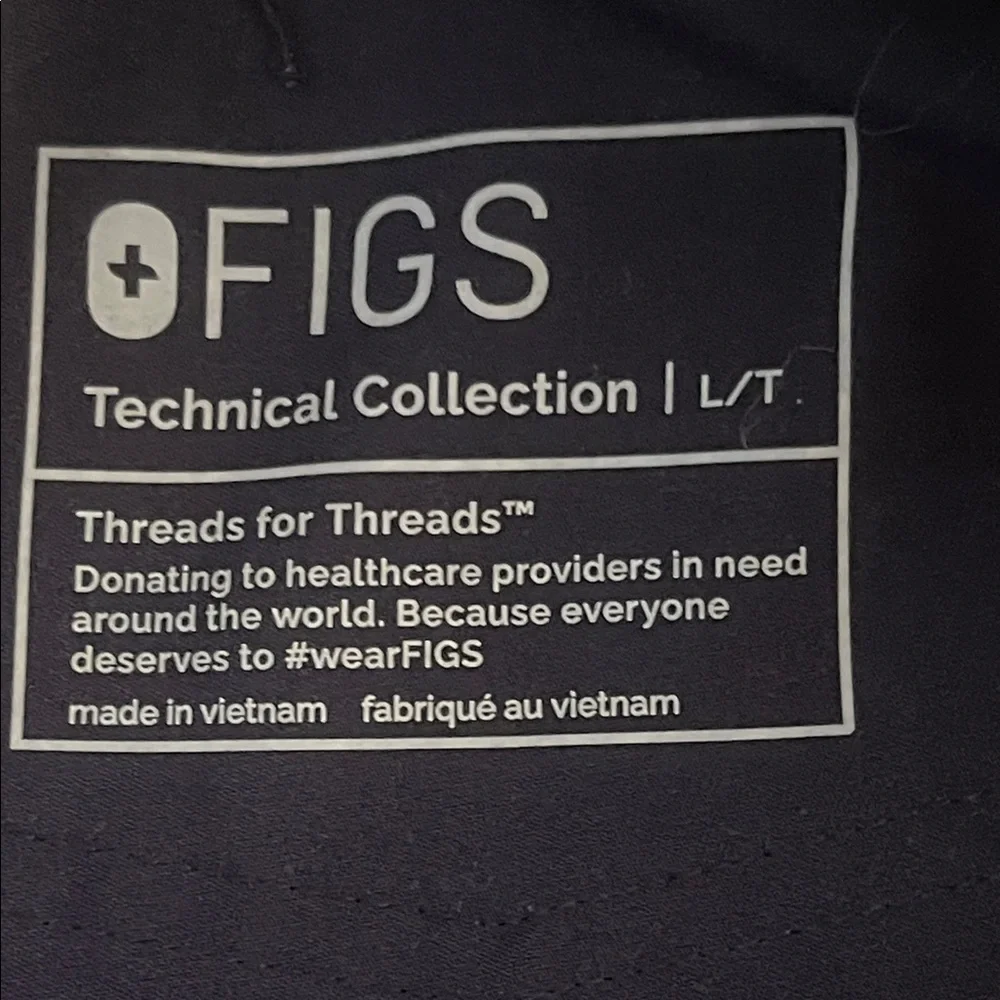 FIGS
Technical Collection | L/T
Threads for Threads™
Donating to healthcare providers in need
around the world. Because everyone
deserves to #wearFIGS
made in vietnam fabriqué au vietnam